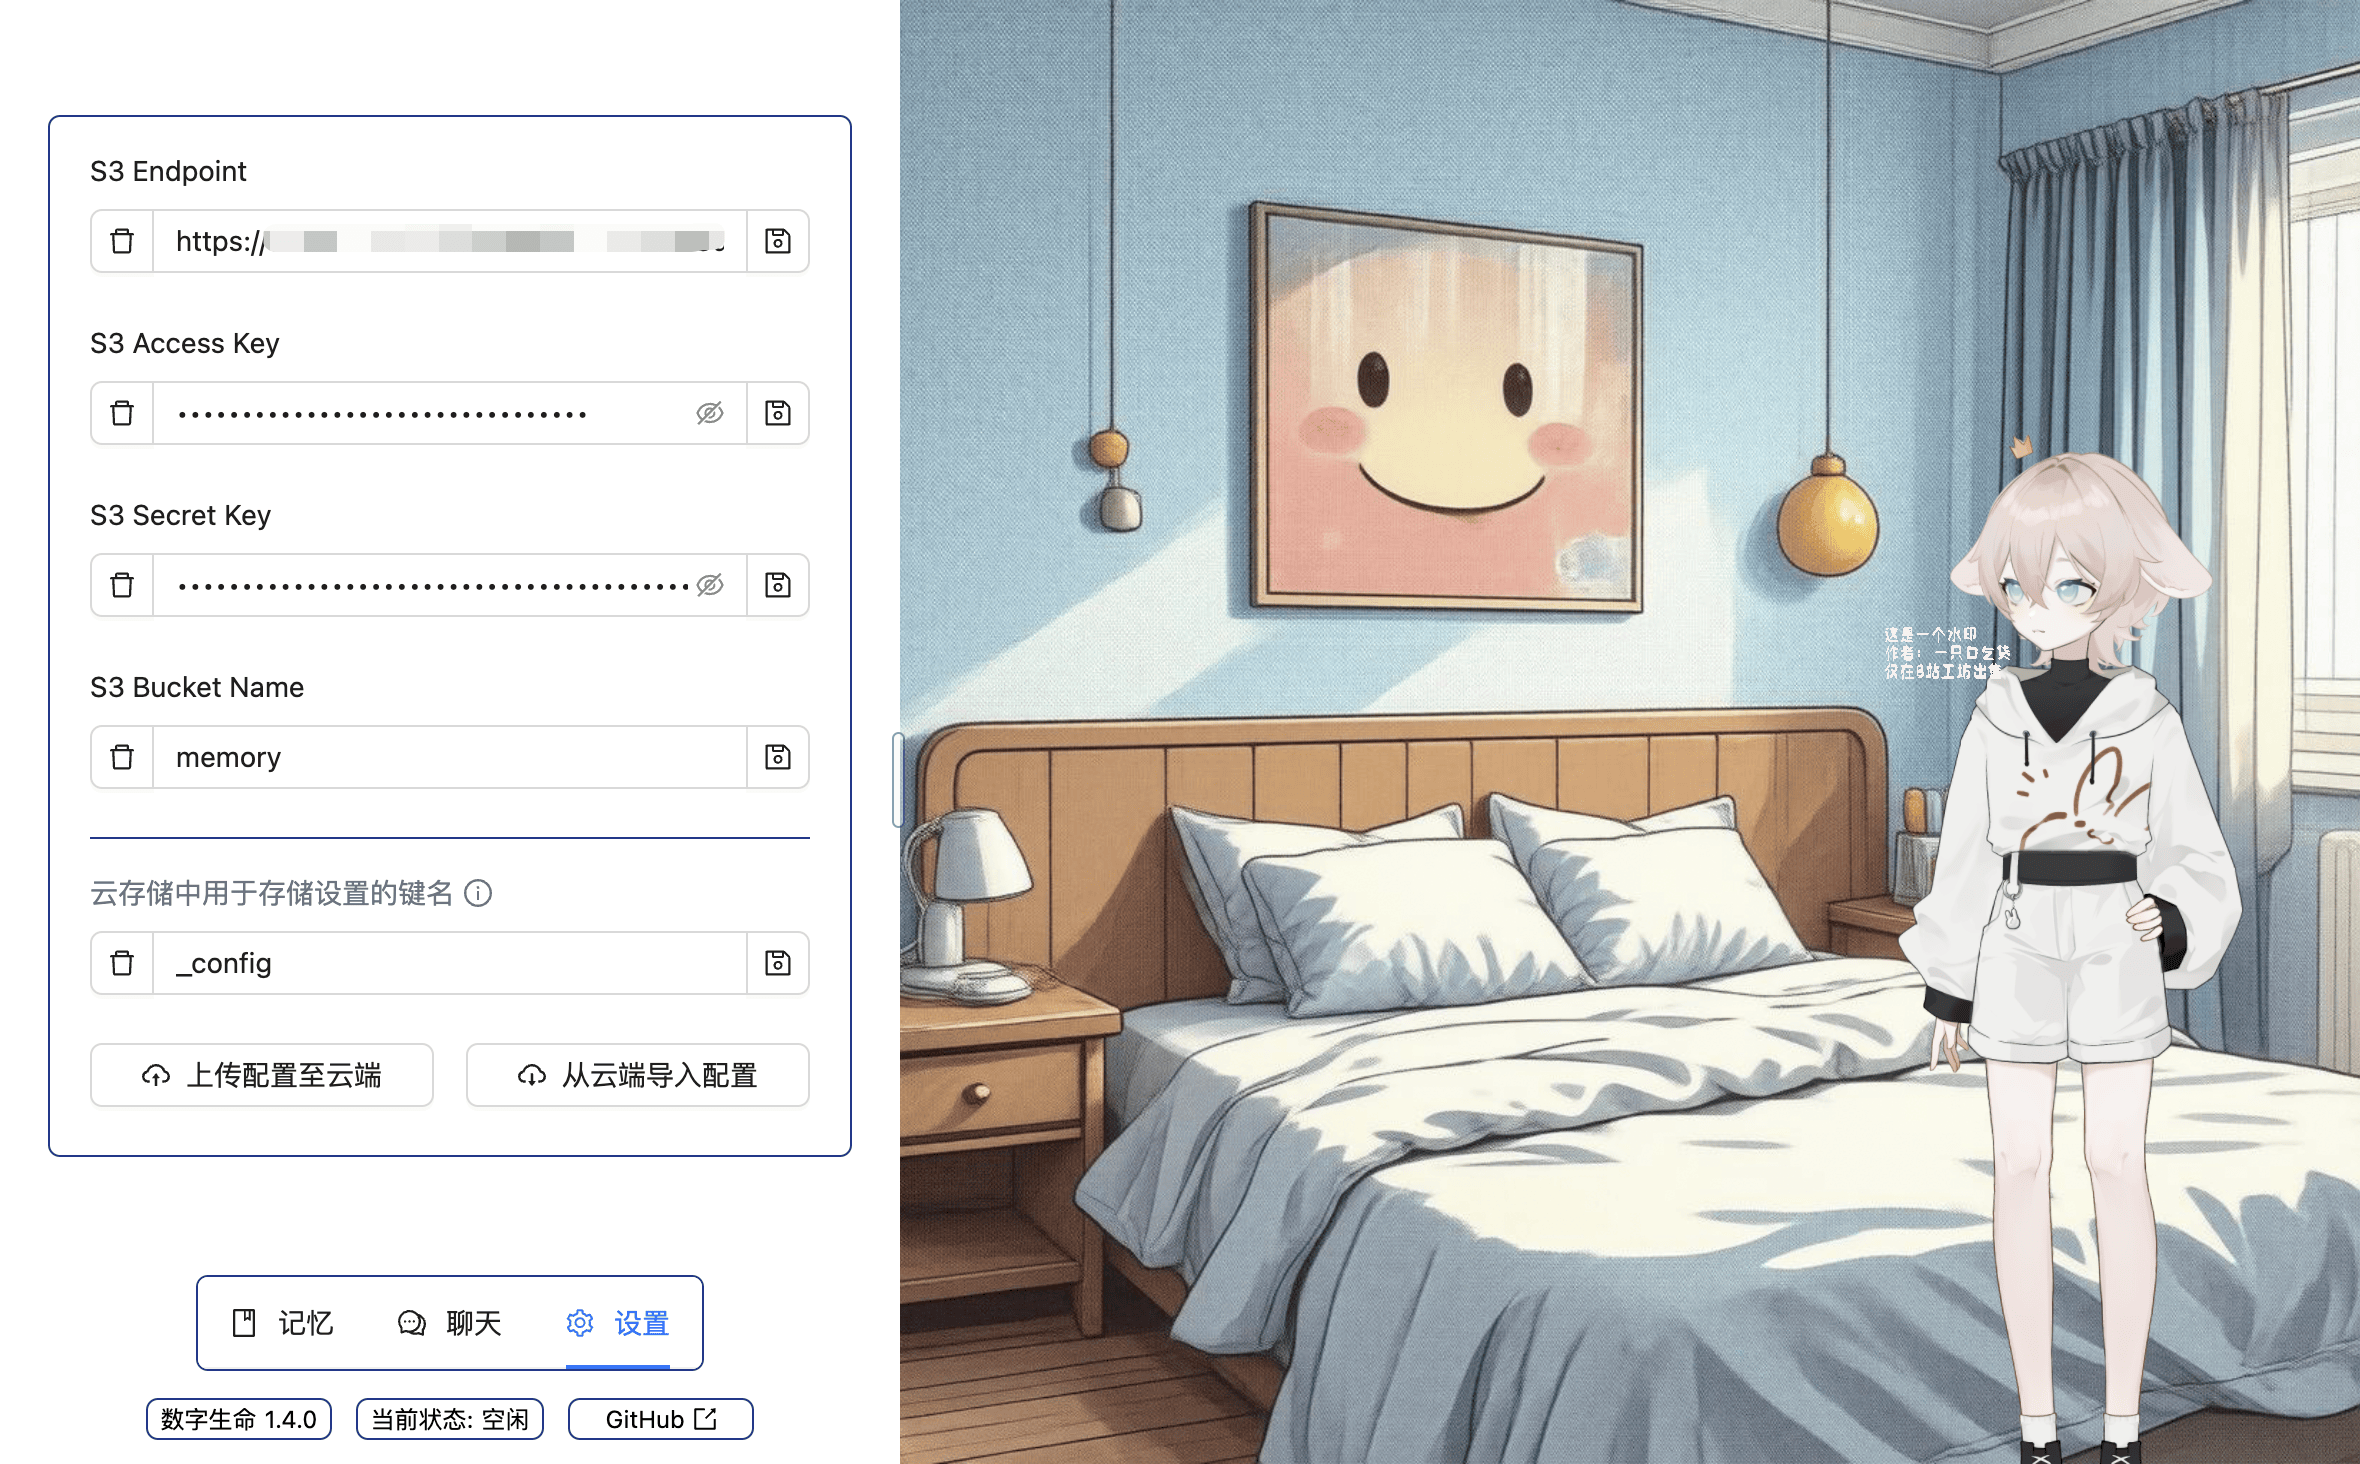 S3 Endpoint
https://
S3 Access Key
S3 Secret Key
S3 Bucket Name
memory
云存储中用于存储设置的键名
_config
上传配置至云端
从云端导入配置
记忆
聊天
设置
数字生命 1.4.0
当前状态: 空闲
GitHub
这是一个水印
作者：一只口乞货
仅在B站工坊出售